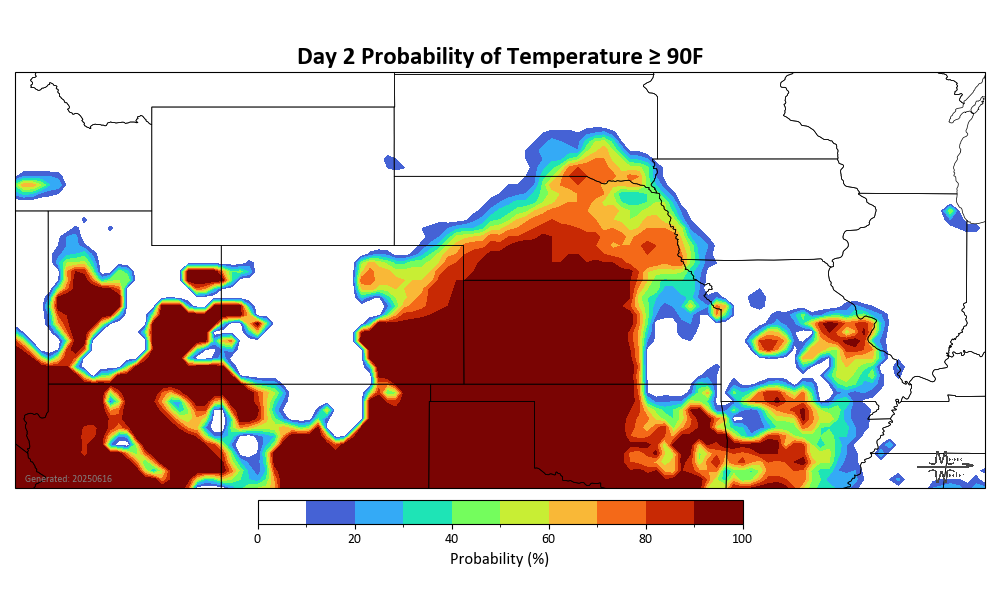 Day 2 Probability of Temperature ≥ 90F
Generated: 20250616
0 20 40 60 80 100
Probability (%)